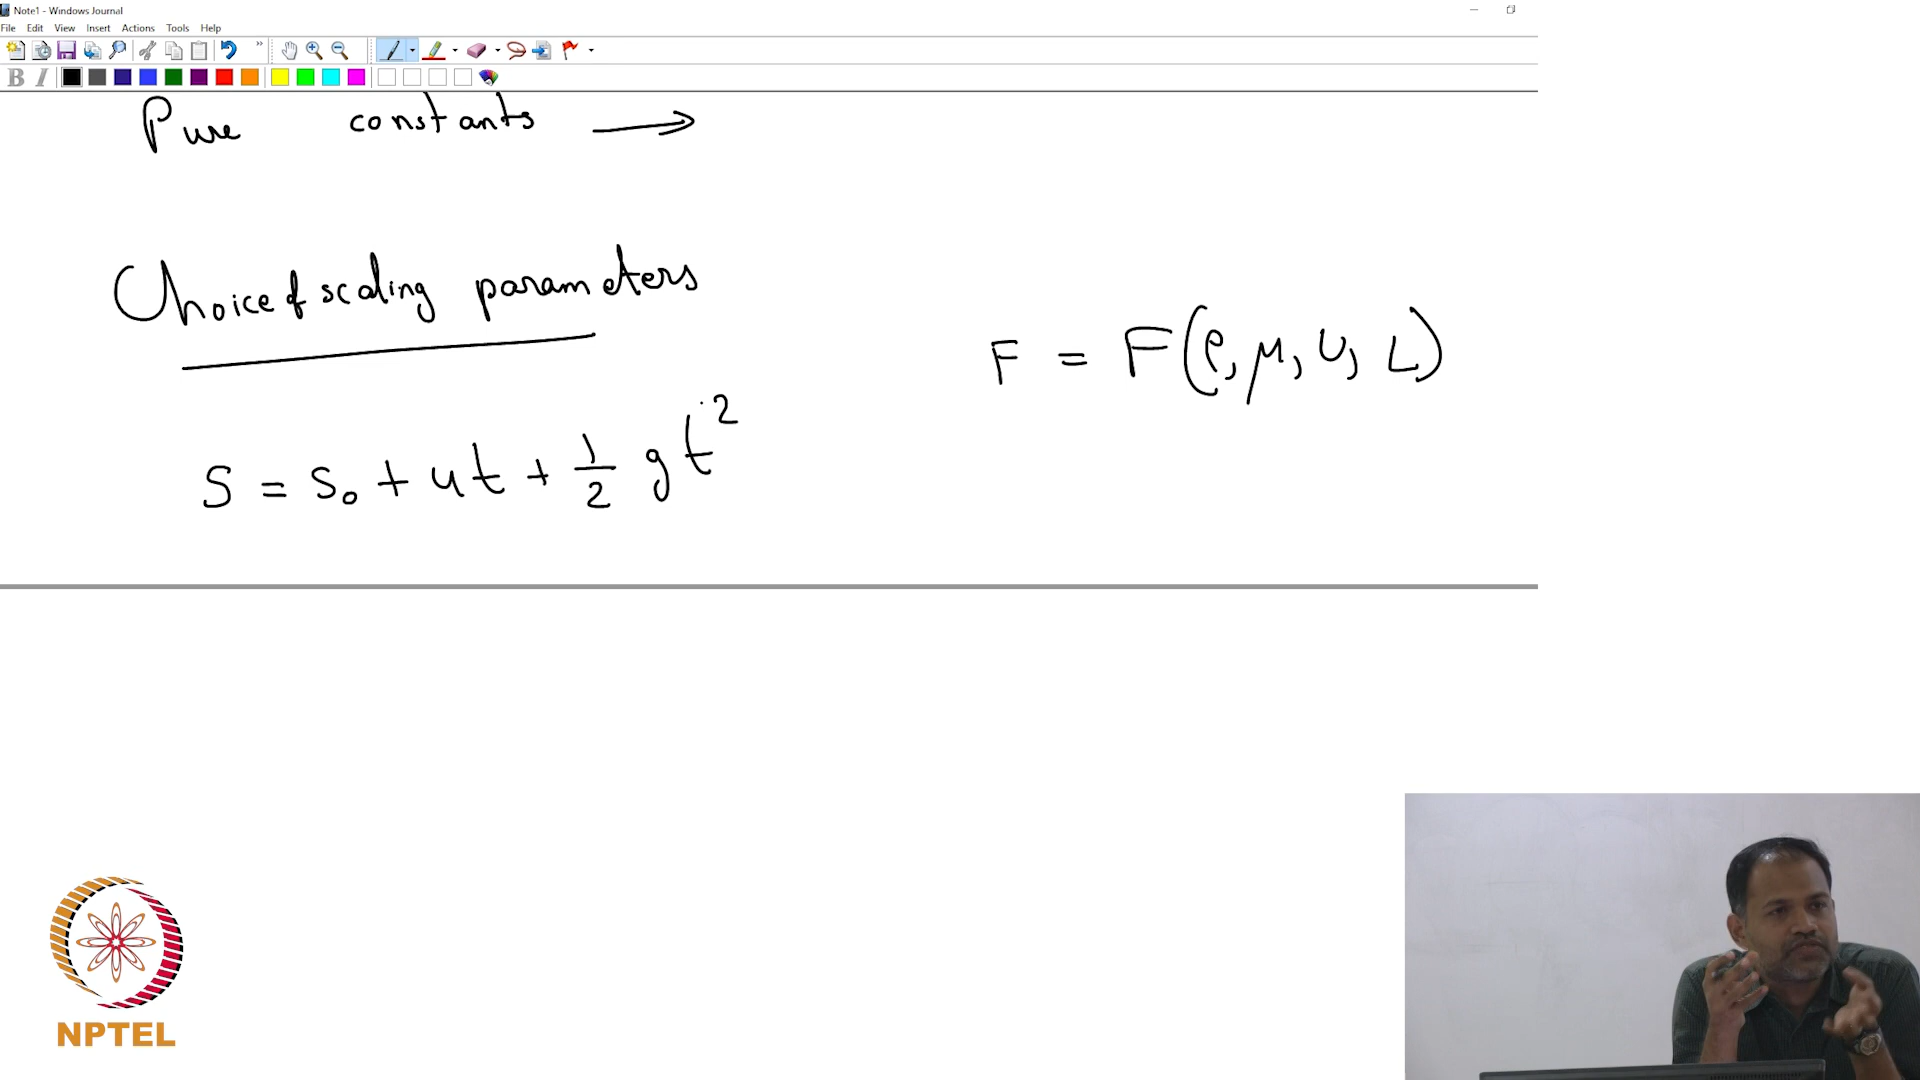 Note1 - Windows Journal
File Edit View Insert Actions Tools Help
B I
Pure constants →
Choice of scaling parameters
F = F(ρ, μ, U, L)
S = S₀ + ut + 1/2 gt²
NPTEL